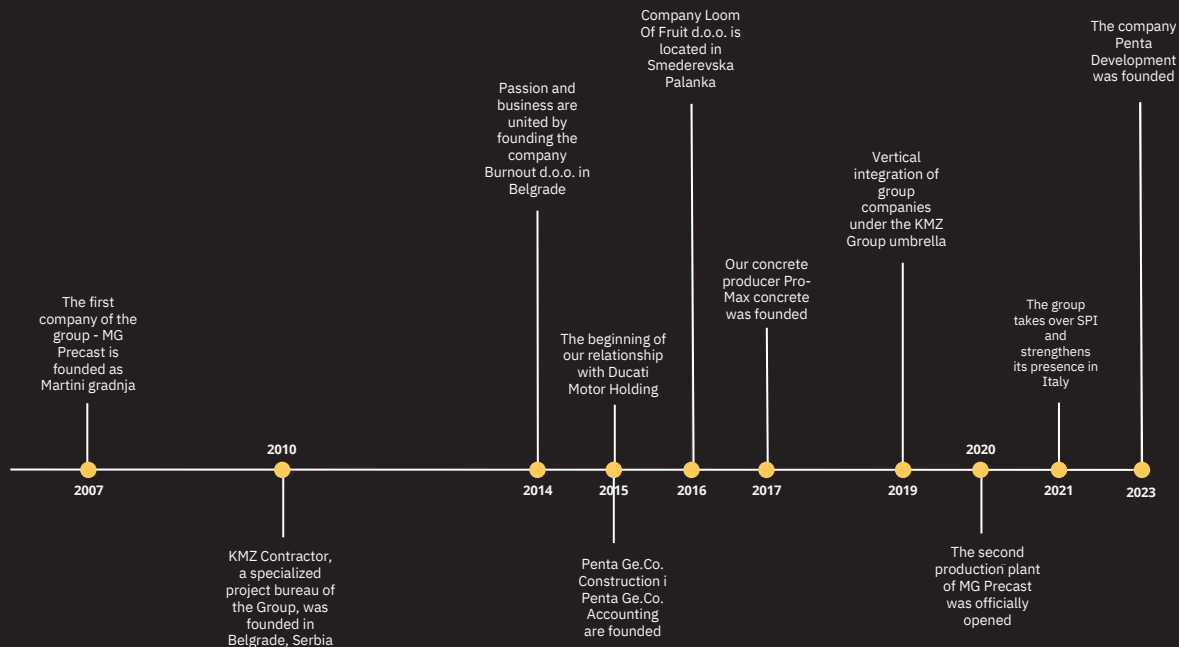 The first
company of the
group - MG
Precast is
founded as
Martini gradnja
2007
2010
KMZ Contractor,
a specialized
project bureau of
the Group, was
founded in
Belgrade, Serbia
Passion and
business are
united by
founding the
company
Burnout d.o.o. in
Belgrade
2014
The beginning of
our relationship
with Ducati
Motor Holding
2015
Penta Ge.Co.
Construction i
Penta Ge.Co.
Accounting
are founded
Company Loom
Of Fruit d.o.o. is
located in
Smederevska
Palanka
2016
Our concrete
producer Pro-
Max concrete
was founded
2017
Vertical
integration of
group
companies
under the KMZ
Group umbrella
2019
2020
The second
production plant
of MG Precast
was officially
opened
The group
takes over SPI
and
strengthens
its presence in
Italy
2021
The company
Penta
Development
was founded
2023